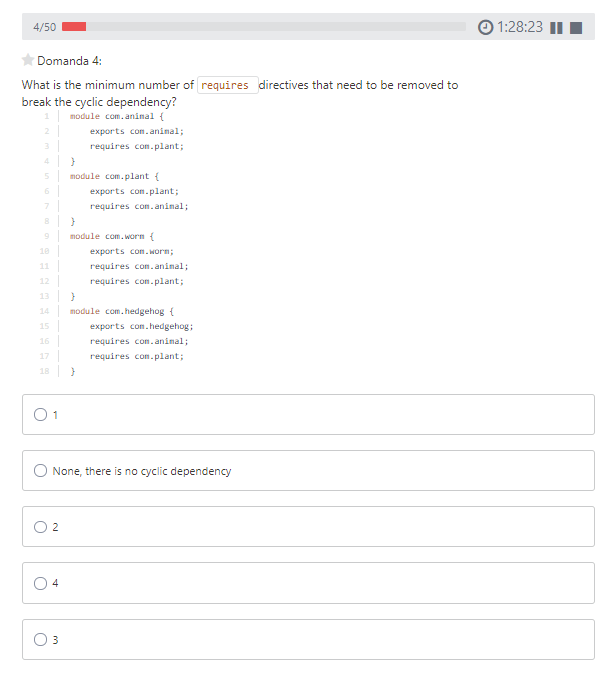 4/50 1:28:23
Domanda 4:
What is the minimum number of requires directives that need to be removed to
break the cyclic dependency?
1 module com.animal {
2 exports com.animal;
3 requires com.plant;
4 }
5 module com.plant {
6 exports com.plant;
7 requires com.animal;
8 }
9 module com.worm {
10 exports com.worm;
11 requires com.animal;
12 requires com.plant;
13 }
14 module com.hedgehog {
15 exports com.hedgehog;
16 requires com.animal;
17 requires com.plant;
18 }
1
None, there is no cyclic dependency
2
4
3